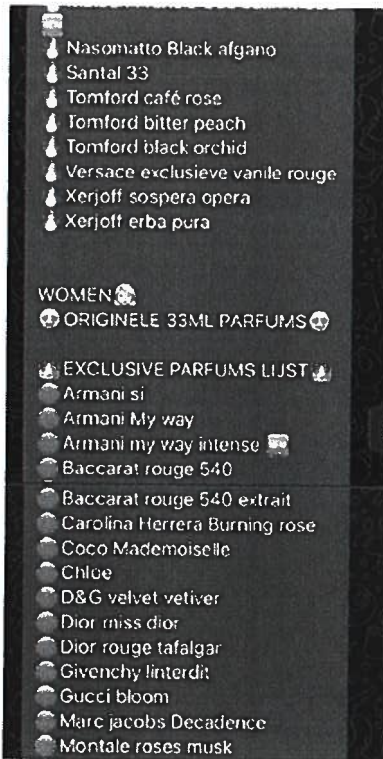 Nasomatto Black afgano
Santal 33
Tomford café rose
Tomford bitter peach
Tomford black orchid
Versace exclusieve vanile rouge
Xerjoff sospera opera
Xerjoff erba pura
WOMEN
ORIGINELE 33ML PARFUMS
EXCLUSIVE PARFUMS LIJST
Armani si
Armani My way
Armani my way intense
Baccarat rouge 540
Baccarat rouge 540 extrait
Carolina Herrera Burning rose
Coco Mademoiselle
Chloe
D&G velvet vetiver
Dior miss dior
Dior rouge tafalgar
Givenchy linterdit
Gucci bloom
Marc jacobs Decadence
Montale roses musk